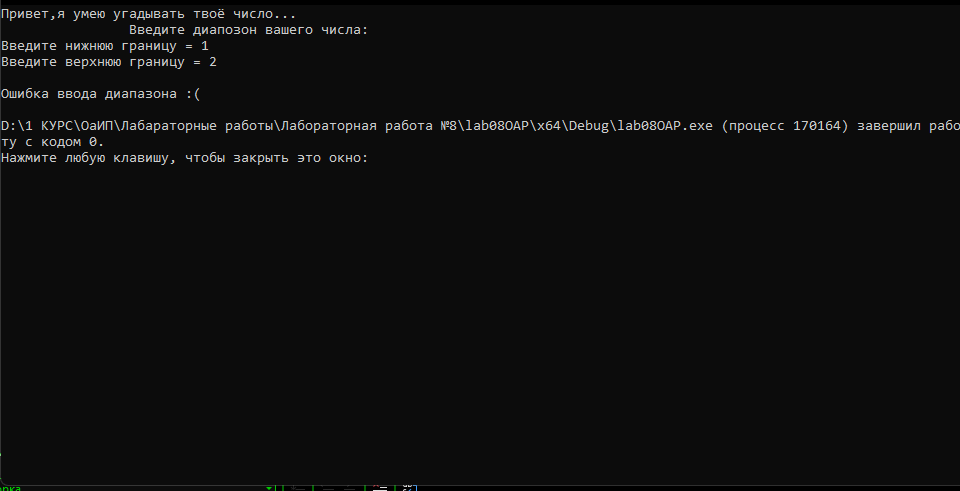 Привет,я умею угадывать твоё число...
Введите диапозон вашего числа:
Введите нижнюю границу = 1
Введите верхнюю границу = 2
Ошибка ввода диапазона :(
D:\1 КУРС\ОаИП\Лабараторные работы\Лабораторная работа №8\lab08OAP\x64\Debug\lab08OAP.exe (процесс 170164) завершил рабо
ту с кодом 0.
Нажмите любую клавишу, чтобы закрыть это окно: